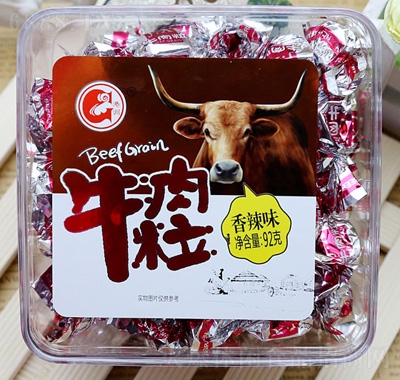 Beef Grain
牛肉粒
香辣味
净含量:92克
实物图片仅供参考